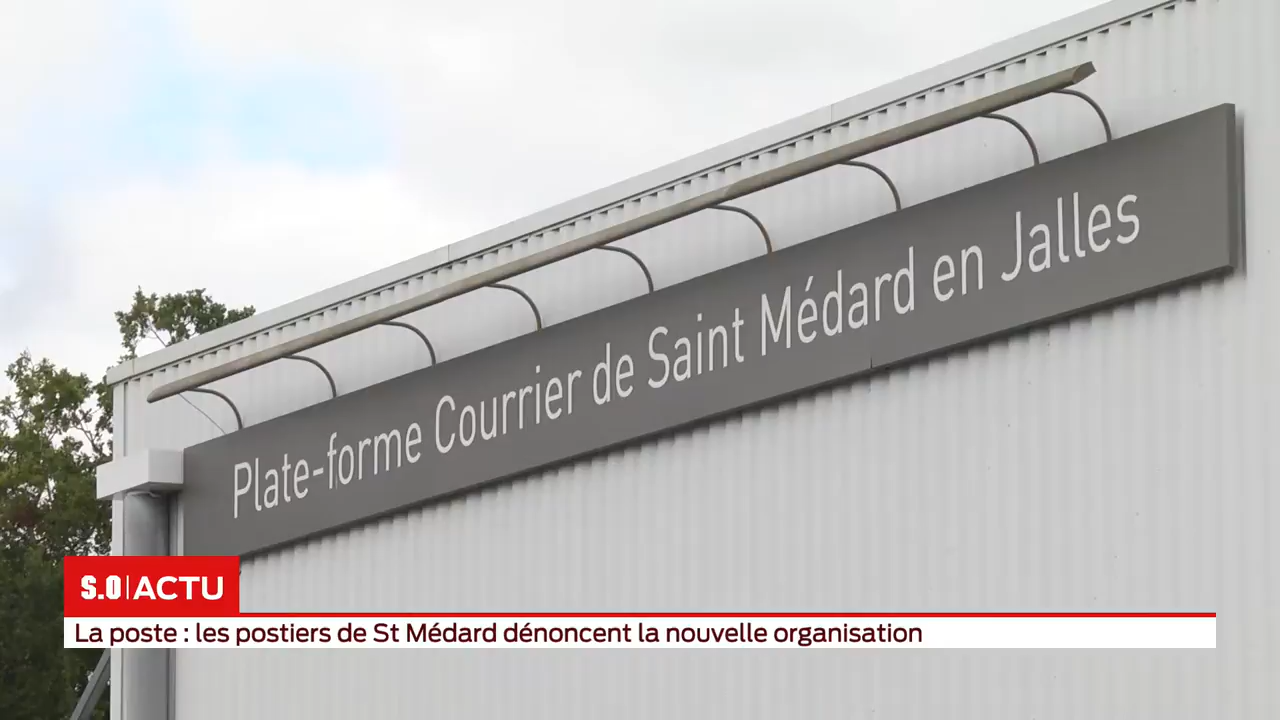 Plate-forme Courrier de Saint Médard en Jalles
S.O ACTU
La poste : les postiers de St Médard dénoncent la nouvelle organisation